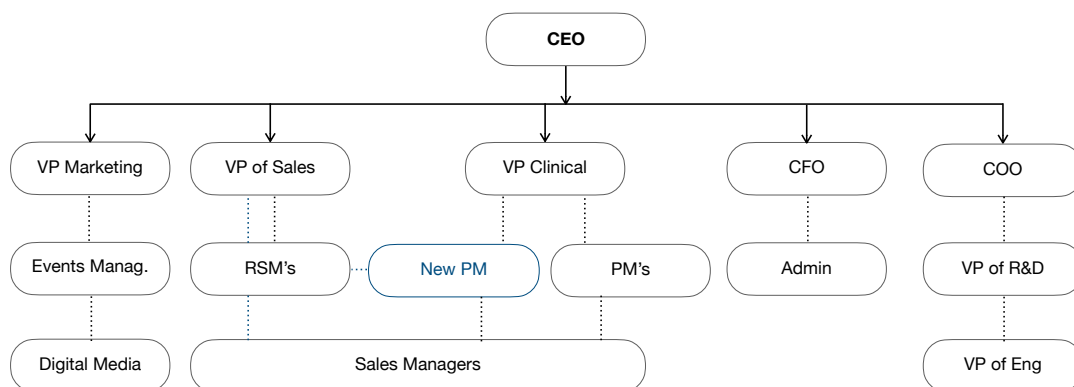 CEO
VP Marketing
VP of Sales
VP Clinical
CFO
COO
Events Manag.
RSM's
New PM
PM's
Admin
VP of R&D
Digital Media
Sales Managers
VP of Eng